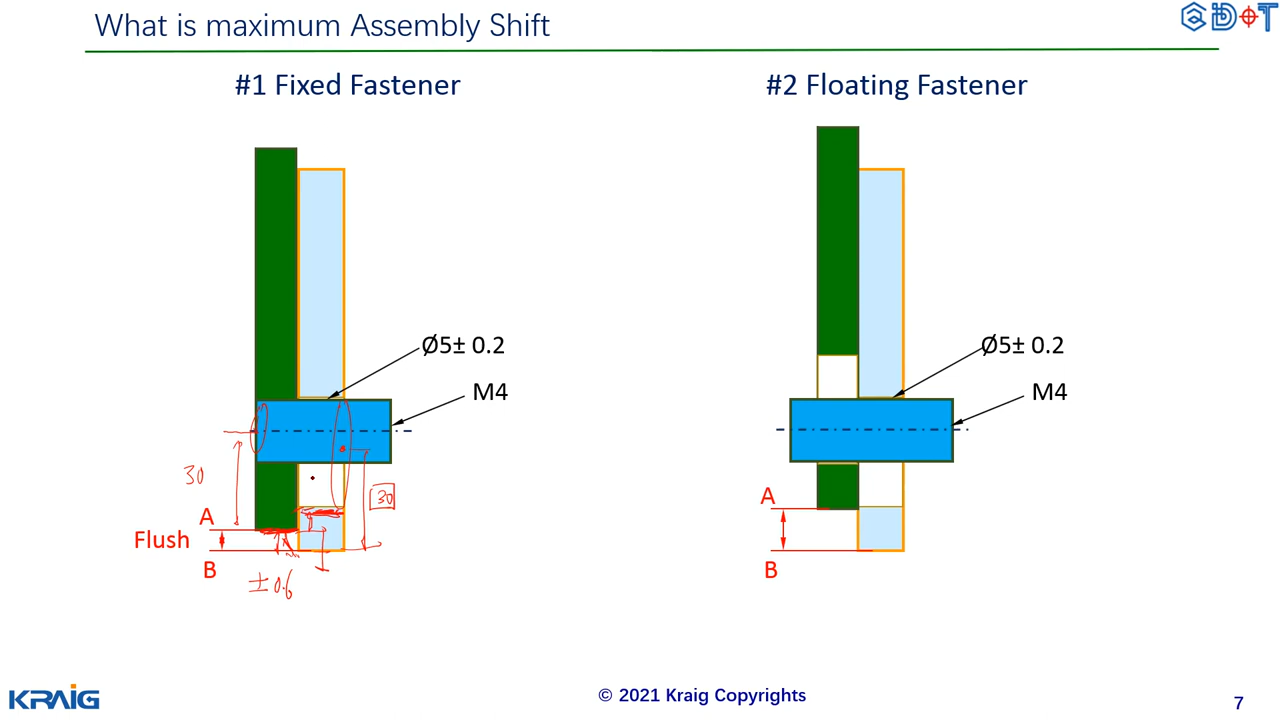 What is maximum Assembly Shift
DOT
#1 Fixed Fastener
#2 Floating Fastener
Ø5± 0.2
M4
Ø5± 0.2
M4
30
30
A
Flush
B
±0.6
A
B
KRAIG
© 2021 Kraig Copyrights
7